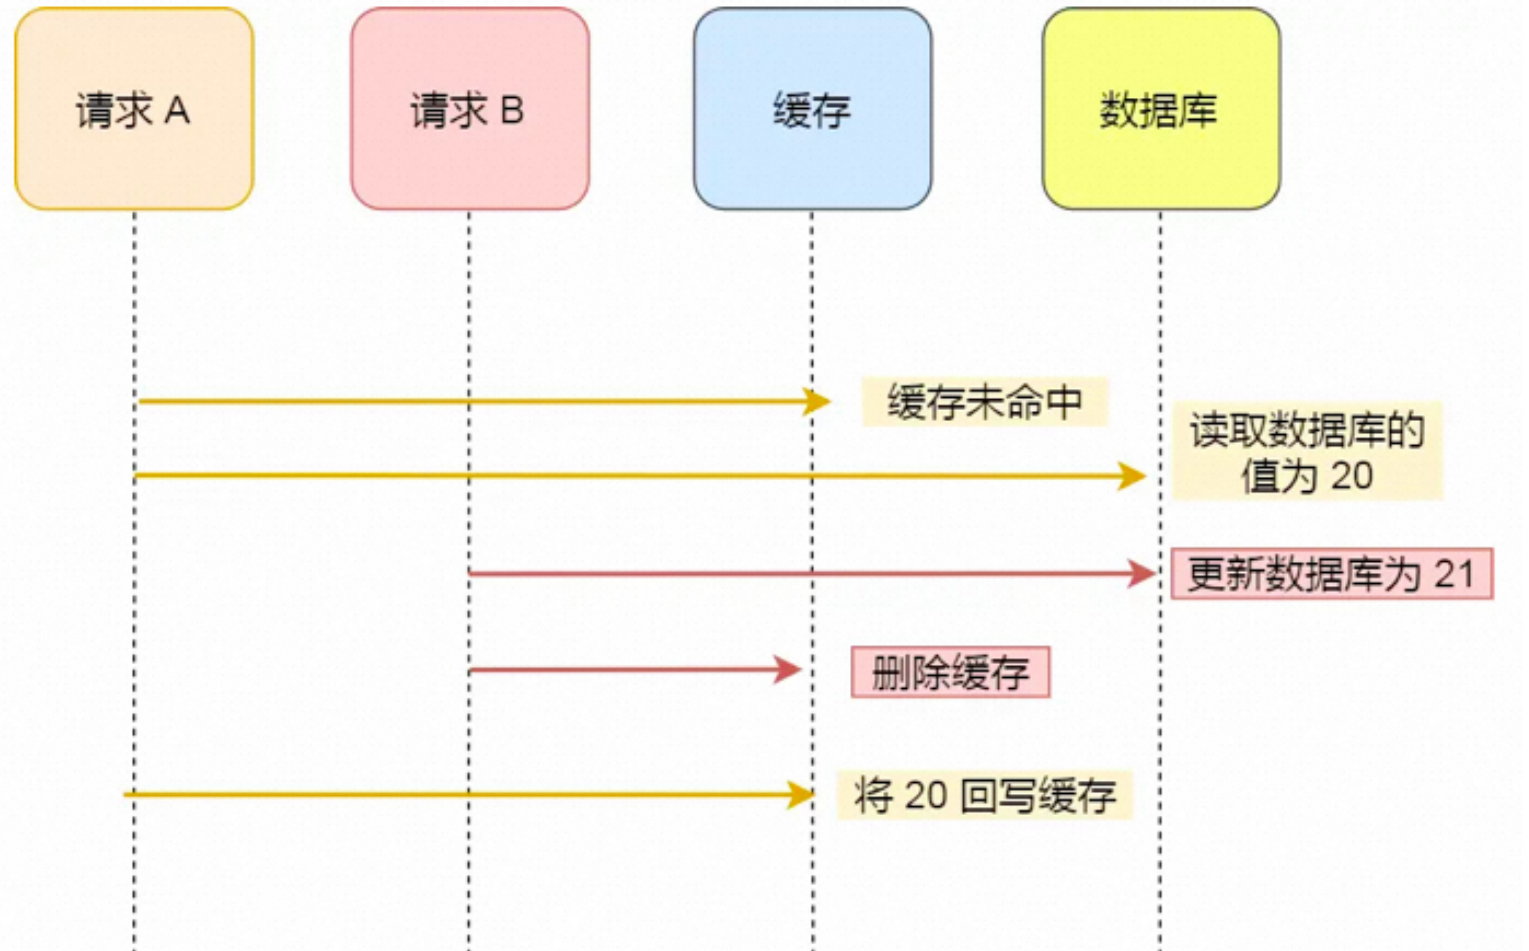 请求 A
请求 B
缓存
数据库
缓存未命中
读取数据库的
值为 20
更新数据库为 21
删除缓存
将 20 回写缓存